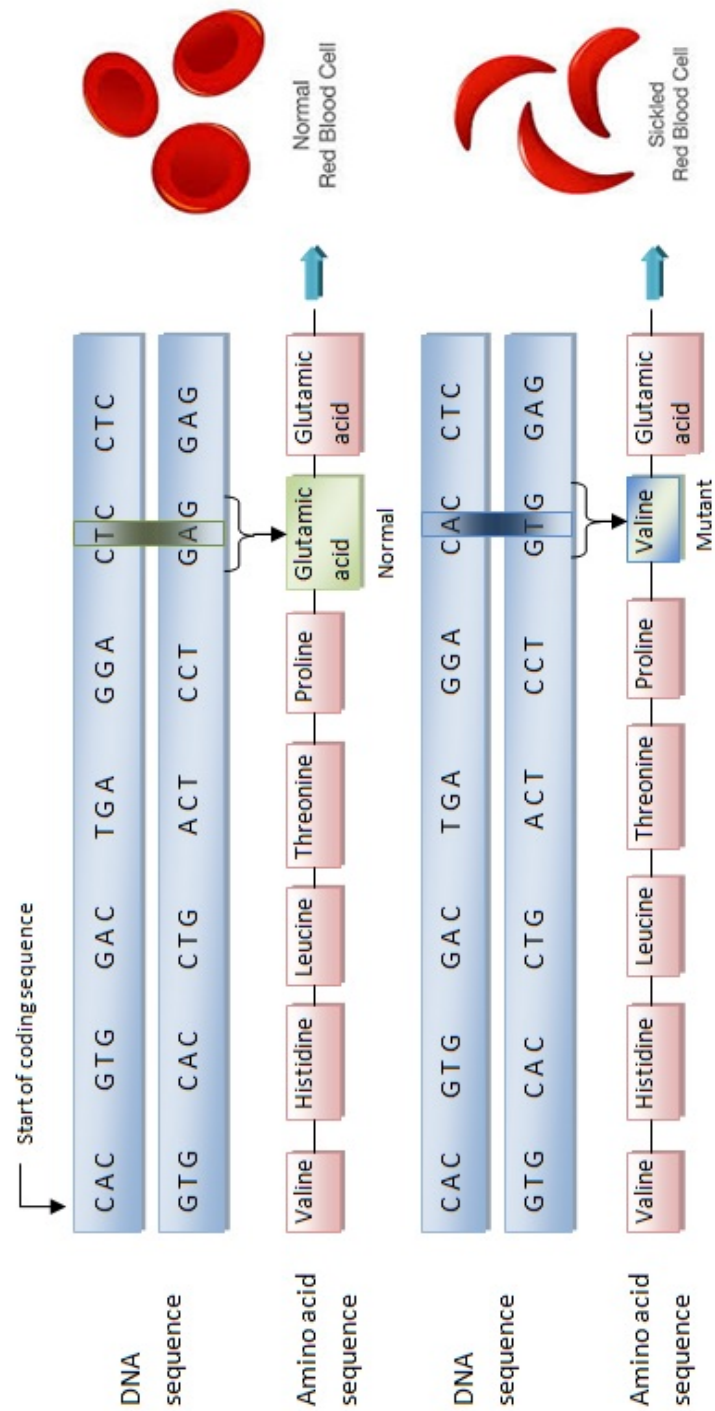 Start of coding sequence
DNA
sequence
CAC GTG GAC TGA GGA CTC CTC
GTG CAC CTG ACT CCT GAG GAG
Amino acid
sequence
Valine Histidine Leucine Threonine Proline Glutamic acid Glutamic acid
Normal
Normal
Red Blood Cell
DNA
sequence
CAC GTG GAC TGA GGA CAC CTC
GTG CAC CTG ACT CCT GTG GAG
Amino acid
sequence
Valine Histidine Leucine Threonine Proline Valine Glutamic acid
Mutant
Sickled
Red Blood Cell